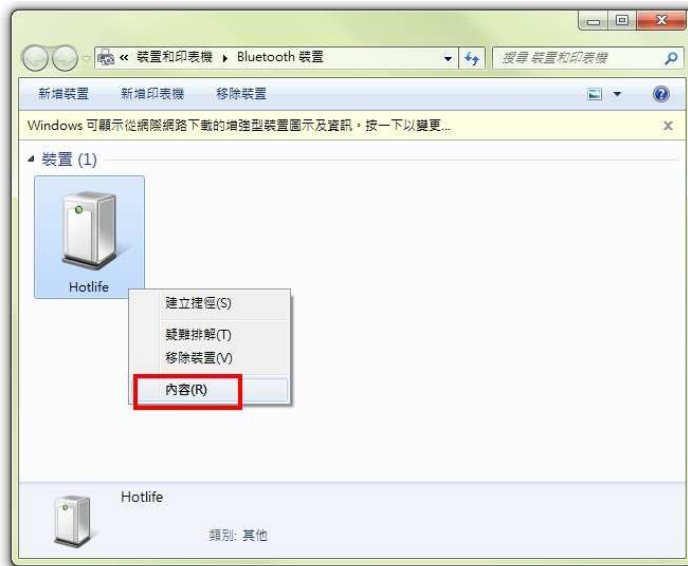 « 裝置和印表機 ▸ Bluetooth 裝置
搜尋 裝置和印表機
新增裝置 新增印表機 移除裝置
Windows 可顯示從網際網路下載的增強型裝置圖示及資訊。按一下以變更...
裝置 (1)
Hotlife
建立捷徑(S)
疑難排解(T)
移除裝置(V)
內容(R)
Hotlife
類別: 其他